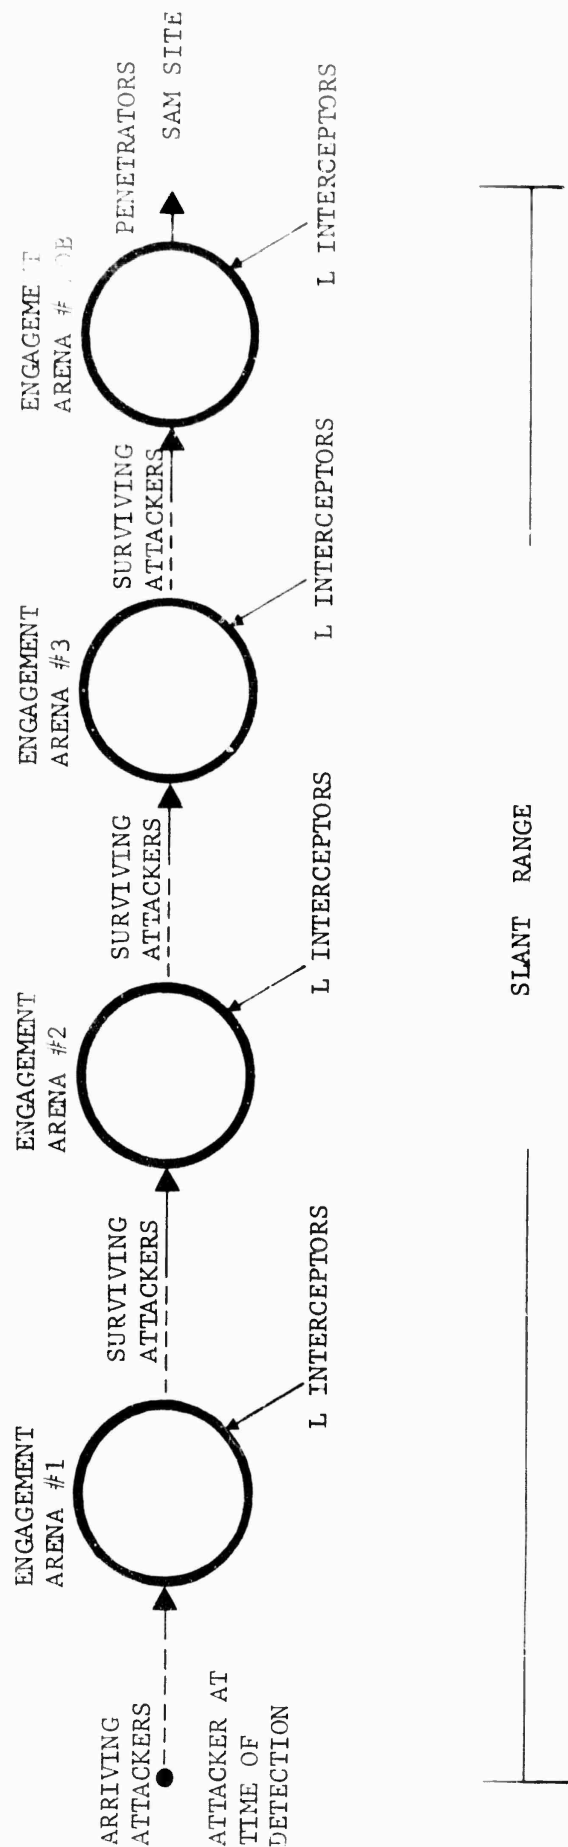 ARRIVING
ATTACKERS
ATTACKER AT
TIME OF
DETECTION
ENGAGEMENT
ARENA #1
L INTERCEPTORS
SURVIVING
ATTACKERS
ENGAGEMENT
ARENA #2
L INTERCEPTORS
SURVIVING
ATTACKERS
ENGAGEMENT
ARENA #3
L INTERCEPTORS
SURVIVING
ATTACKERS
ARENA #
L INTERCEPTORS
PENETRATORS
SAM SITE
SLANT RANGE